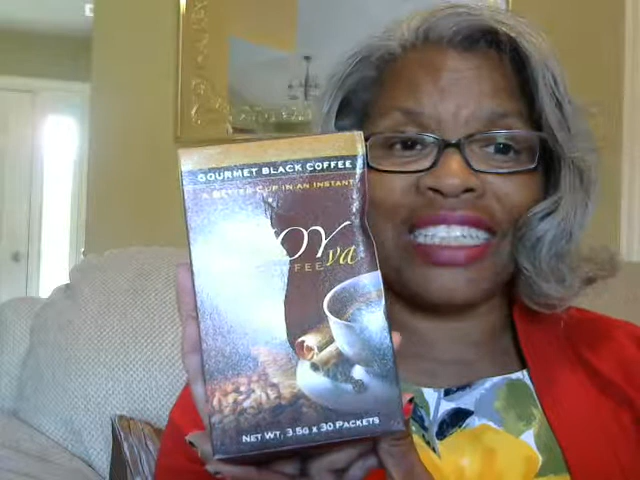 GOURMET BLACK COFFEE
A BETTER CUP IN AN INSTANT
va
NET WT. 3.5G X 30 PACKETS